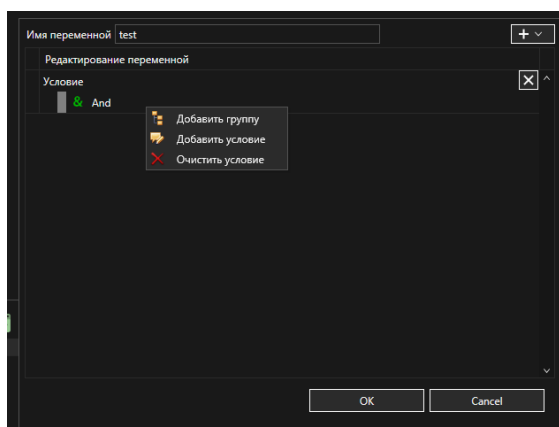 Имя переменной test
Редактирование переменной
Условие
& And
Добавить группу
Добавить условие
Очистить условие
OK Cancel